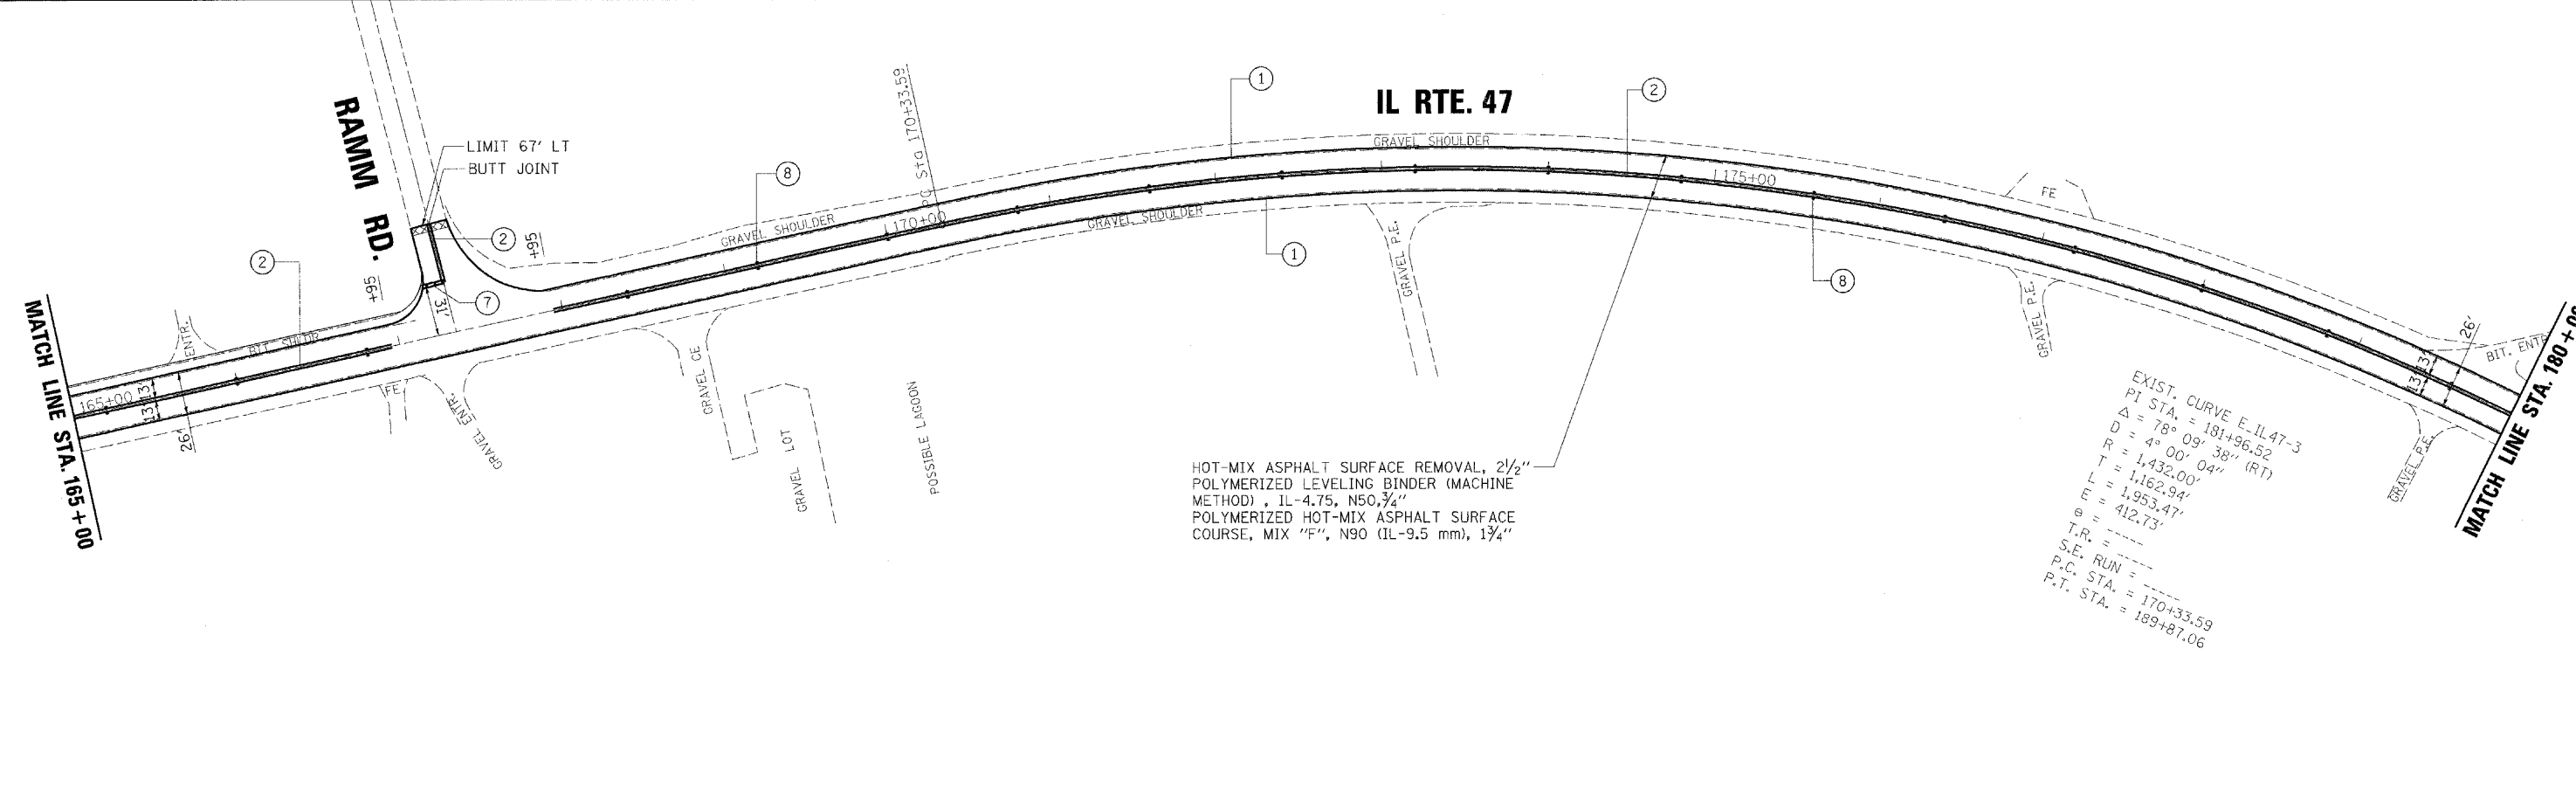 RAMM RD.
LIMIT 67' LT
BUTT JOINT
2
7
+95
+95
31'
2
ENTR.
BIT. SHLDR
MATCH LINE STA. 165+00
165+00
13'
13'
26'
FE
GRAVEL ENTR.
GRAVEL CE
GRAVEL LOT
POSSIBLE LAGOON
8
GRAVEL SHOULDER
170+00
PC Sta 170+33.59
GRAVEL SHOULDER
1
1
IL RTE. 47
GRAVEL SHOULDER
2
175+00
GRAVEL P.E.
8
FE
GRAVEL P.E.
HOT-MIX ASPHALT SURFACE REMOVAL, 2½"
POLYMERIZED LEVELING BINDER (MACHINE
METHOD) , IL-4.75, N50,¾"
POLYMERIZED HOT-MIX ASPHALT SURFACE
COURSE, MIX "F", N90 (IL-9.5 mm), 1¾"
EXIST. CURVE E_IL47-3
PI STA. = 181+96.52
Δ = 78° 09' 38" (RT)
D = 4° 00' 04"
R = 1,432.00'
T = 1,162.94'
L = 1,953.47'
E = 412.73'
e = -----
T.R. = -----
S.E. RUN = -----
P.C. STA. = 170+33.59
P.T. STA. = 189+87.06
13'
13'
26'
BIT. ENTR
GRAVEL P.E.
MATCH LINE STA. 180+00